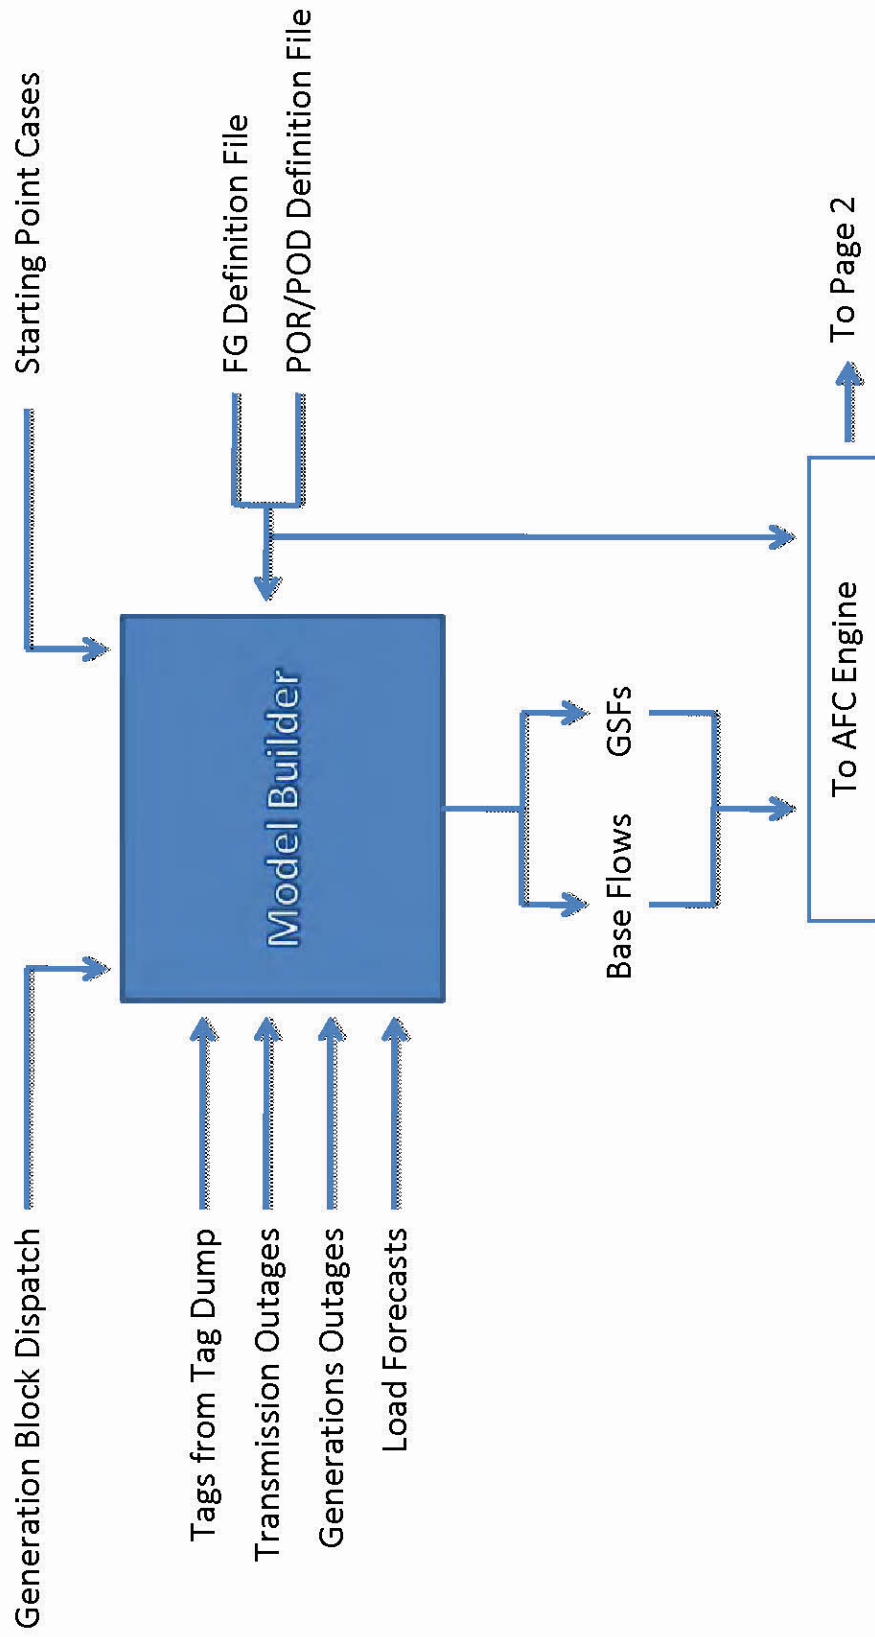 Generation Block Dispatch
Starting Point Cases
Tags from Tag Dump
Transmission Outages
Generations Outages
Load Forecasts
Model Builder
FG Definition File
POR/POD Definition File
Base Flows
GSFs
To AFC Engine
To Page 2